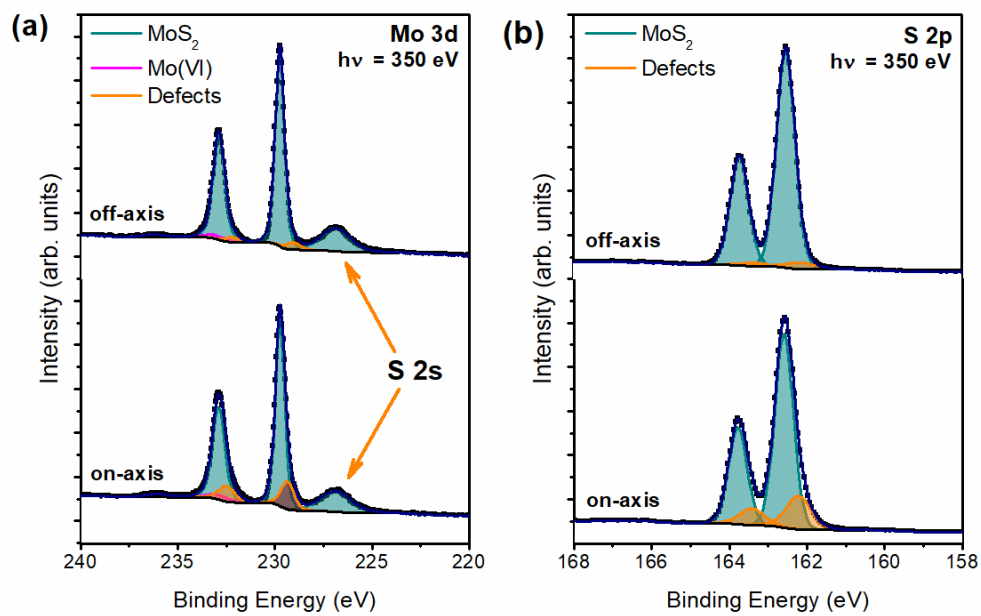 (a)
MoS₂
Mo(VI)
Defects
Mo 3d
hν = 350 eV
off-axis
S 2s
on-axis
Intensity (arb. units)
240 235 230 225 220
Binding Energy (eV)
(b)
MoS₂
Defects
S 2p
hν = 350 eV
off-axis
on-axis
Intensity (arb. units)
168 166 164 162 160 158
Binding Energy (eV)